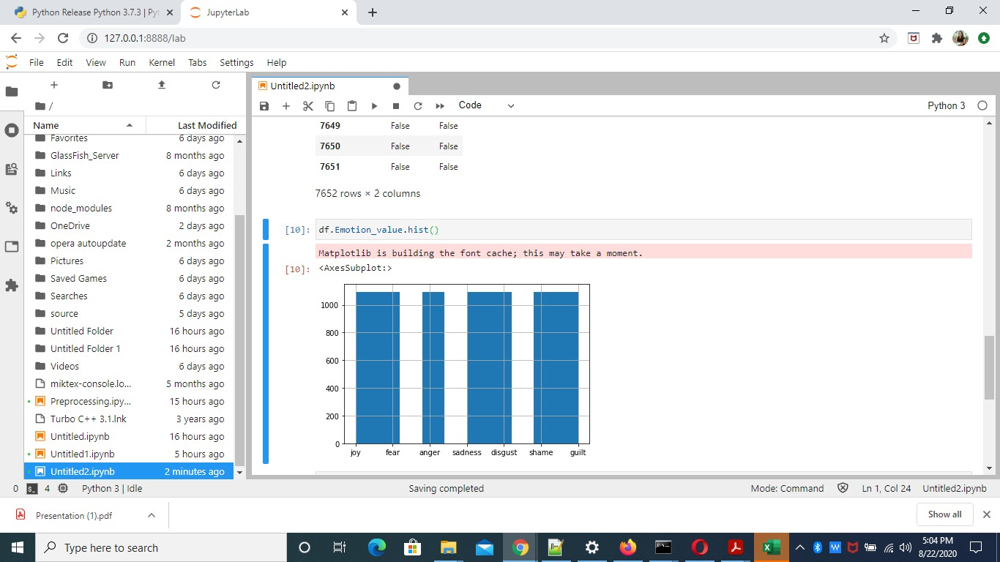 Python Release Python 3.7.3 | Pyt
JupyterLab
127.0.0.1:8888/lab
File Edit View Run Kernel Tabs Settings Help
/
Name Last Modified
Favorites 6 days ago
GlassFish_Server 8 months ago
Links 6 days ago
Music 6 days ago
node_modules 8 months ago
OneDrive 2 days ago
opera autoupdate 2 months ago
Pictures 6 days ago
Saved Games 6 days ago
Searches 6 days ago
source 5 days ago
Untitled Folder 16 hours ago
Untitled Folder 1 16 hours ago
Videos 6 days ago
miktex-console.lo... 5 months ago
Preprocessing.ipy... 15 hours ago
Turbo C++ 3.1.lnk 3 years ago
Untitled.ipynb 16 hours ago
Untitled1.ipynb 5 hours ago
Untitled2.ipynb 2 minutes ago
Untitled2.ipynb
Code
Python 3
7649 False False
7650 False False
7651 False False
7652 rows × 2 columns
[10]: df.Emotion_value.hist()
Matplotlib is building the font cache; this may take a moment.
[10]: <AxesSubplot:>
1000
800
600
400
200
0
joy fear anger sadness disgust shame guilt
0 $_ 4 Python 3 | Idle Saving completed Mode: Command Ln 1, Col 24 Untitled2.ipynb
Presentation (1).pdf
Show all
Type here to search
5:04 PM
8/22/2020